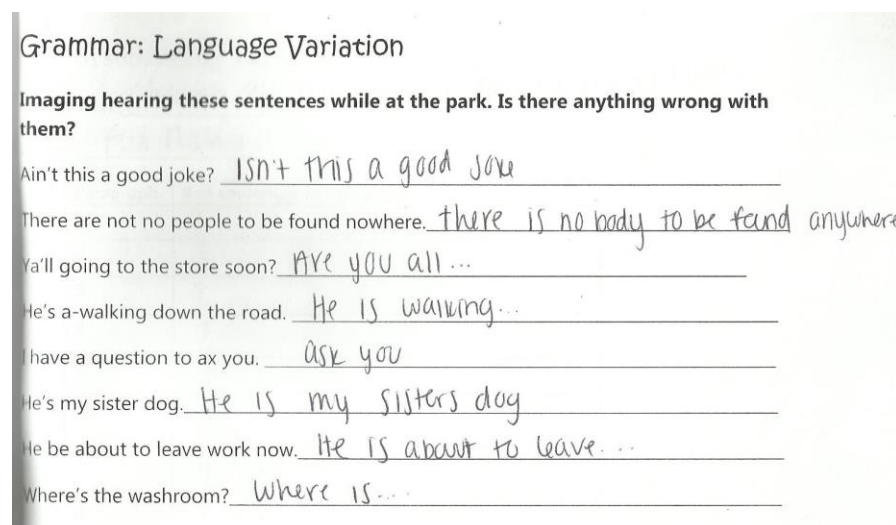 Grammar: Language Variation
Imaging hearing these sentences while at the park. Is there anything wrong with
them?
Ain't this a good joke? Isn't this a good joke
There are not no people to be found nowhere. there is no body to be found anywhere
Ya'll going to the store soon? Are you all ...
He's a-walking down the road. He is walking...
I have a question to ax you. ask you
He's my sister dog. He is my sisters dog
He be about to leave work now. He is about to leave....
Where's the washroom? Where is....